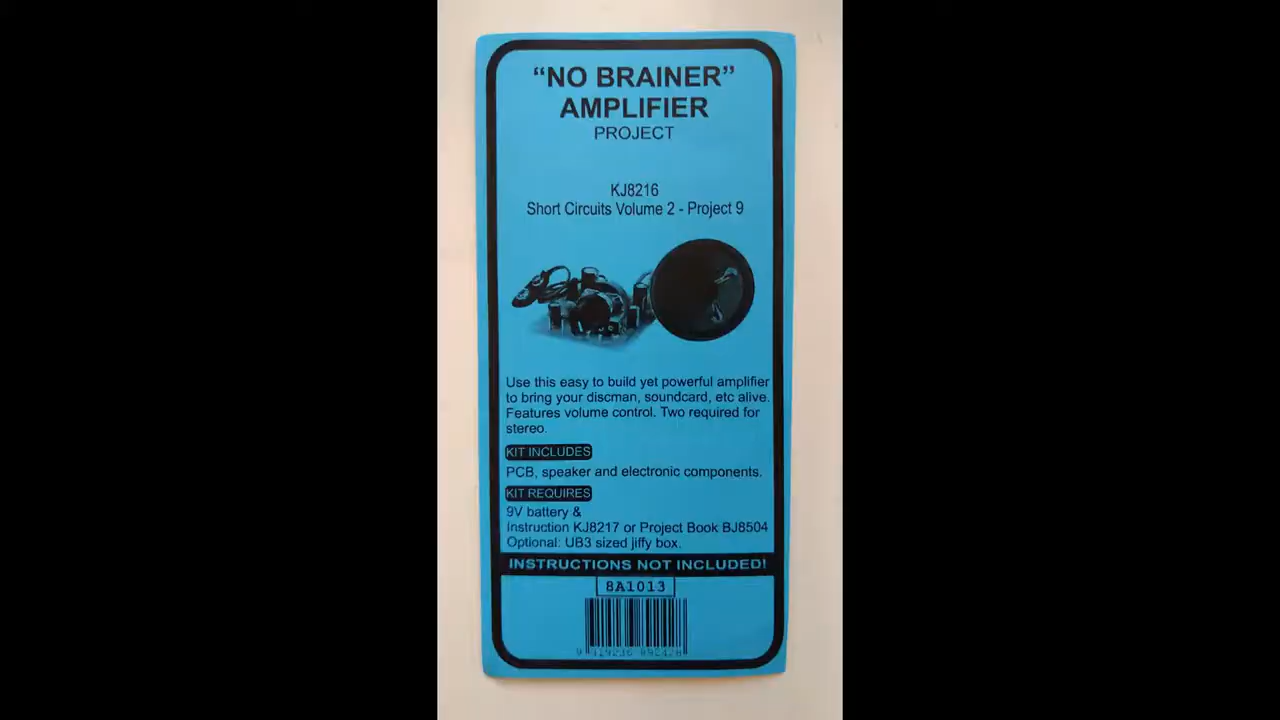 “NO BRAINER”
AMPLIFIER
PROJECT
KJ8216
Short Circuits Volume 2 - Project 9
Use this easy to build yet powerful amplifier
to bring your discman, soundcard, etc alive.
Features volume control. Two required for
stereo.
KIT INCLUDES
PCB, speaker and electronic components.
KIT REQUIRES
9V battery &
Instruction KJ8217 or Project Book BJ8504
Optional: UB3 sized jiffy box.
INSTRUCTIONS NOT INCLUDED!
8A1013